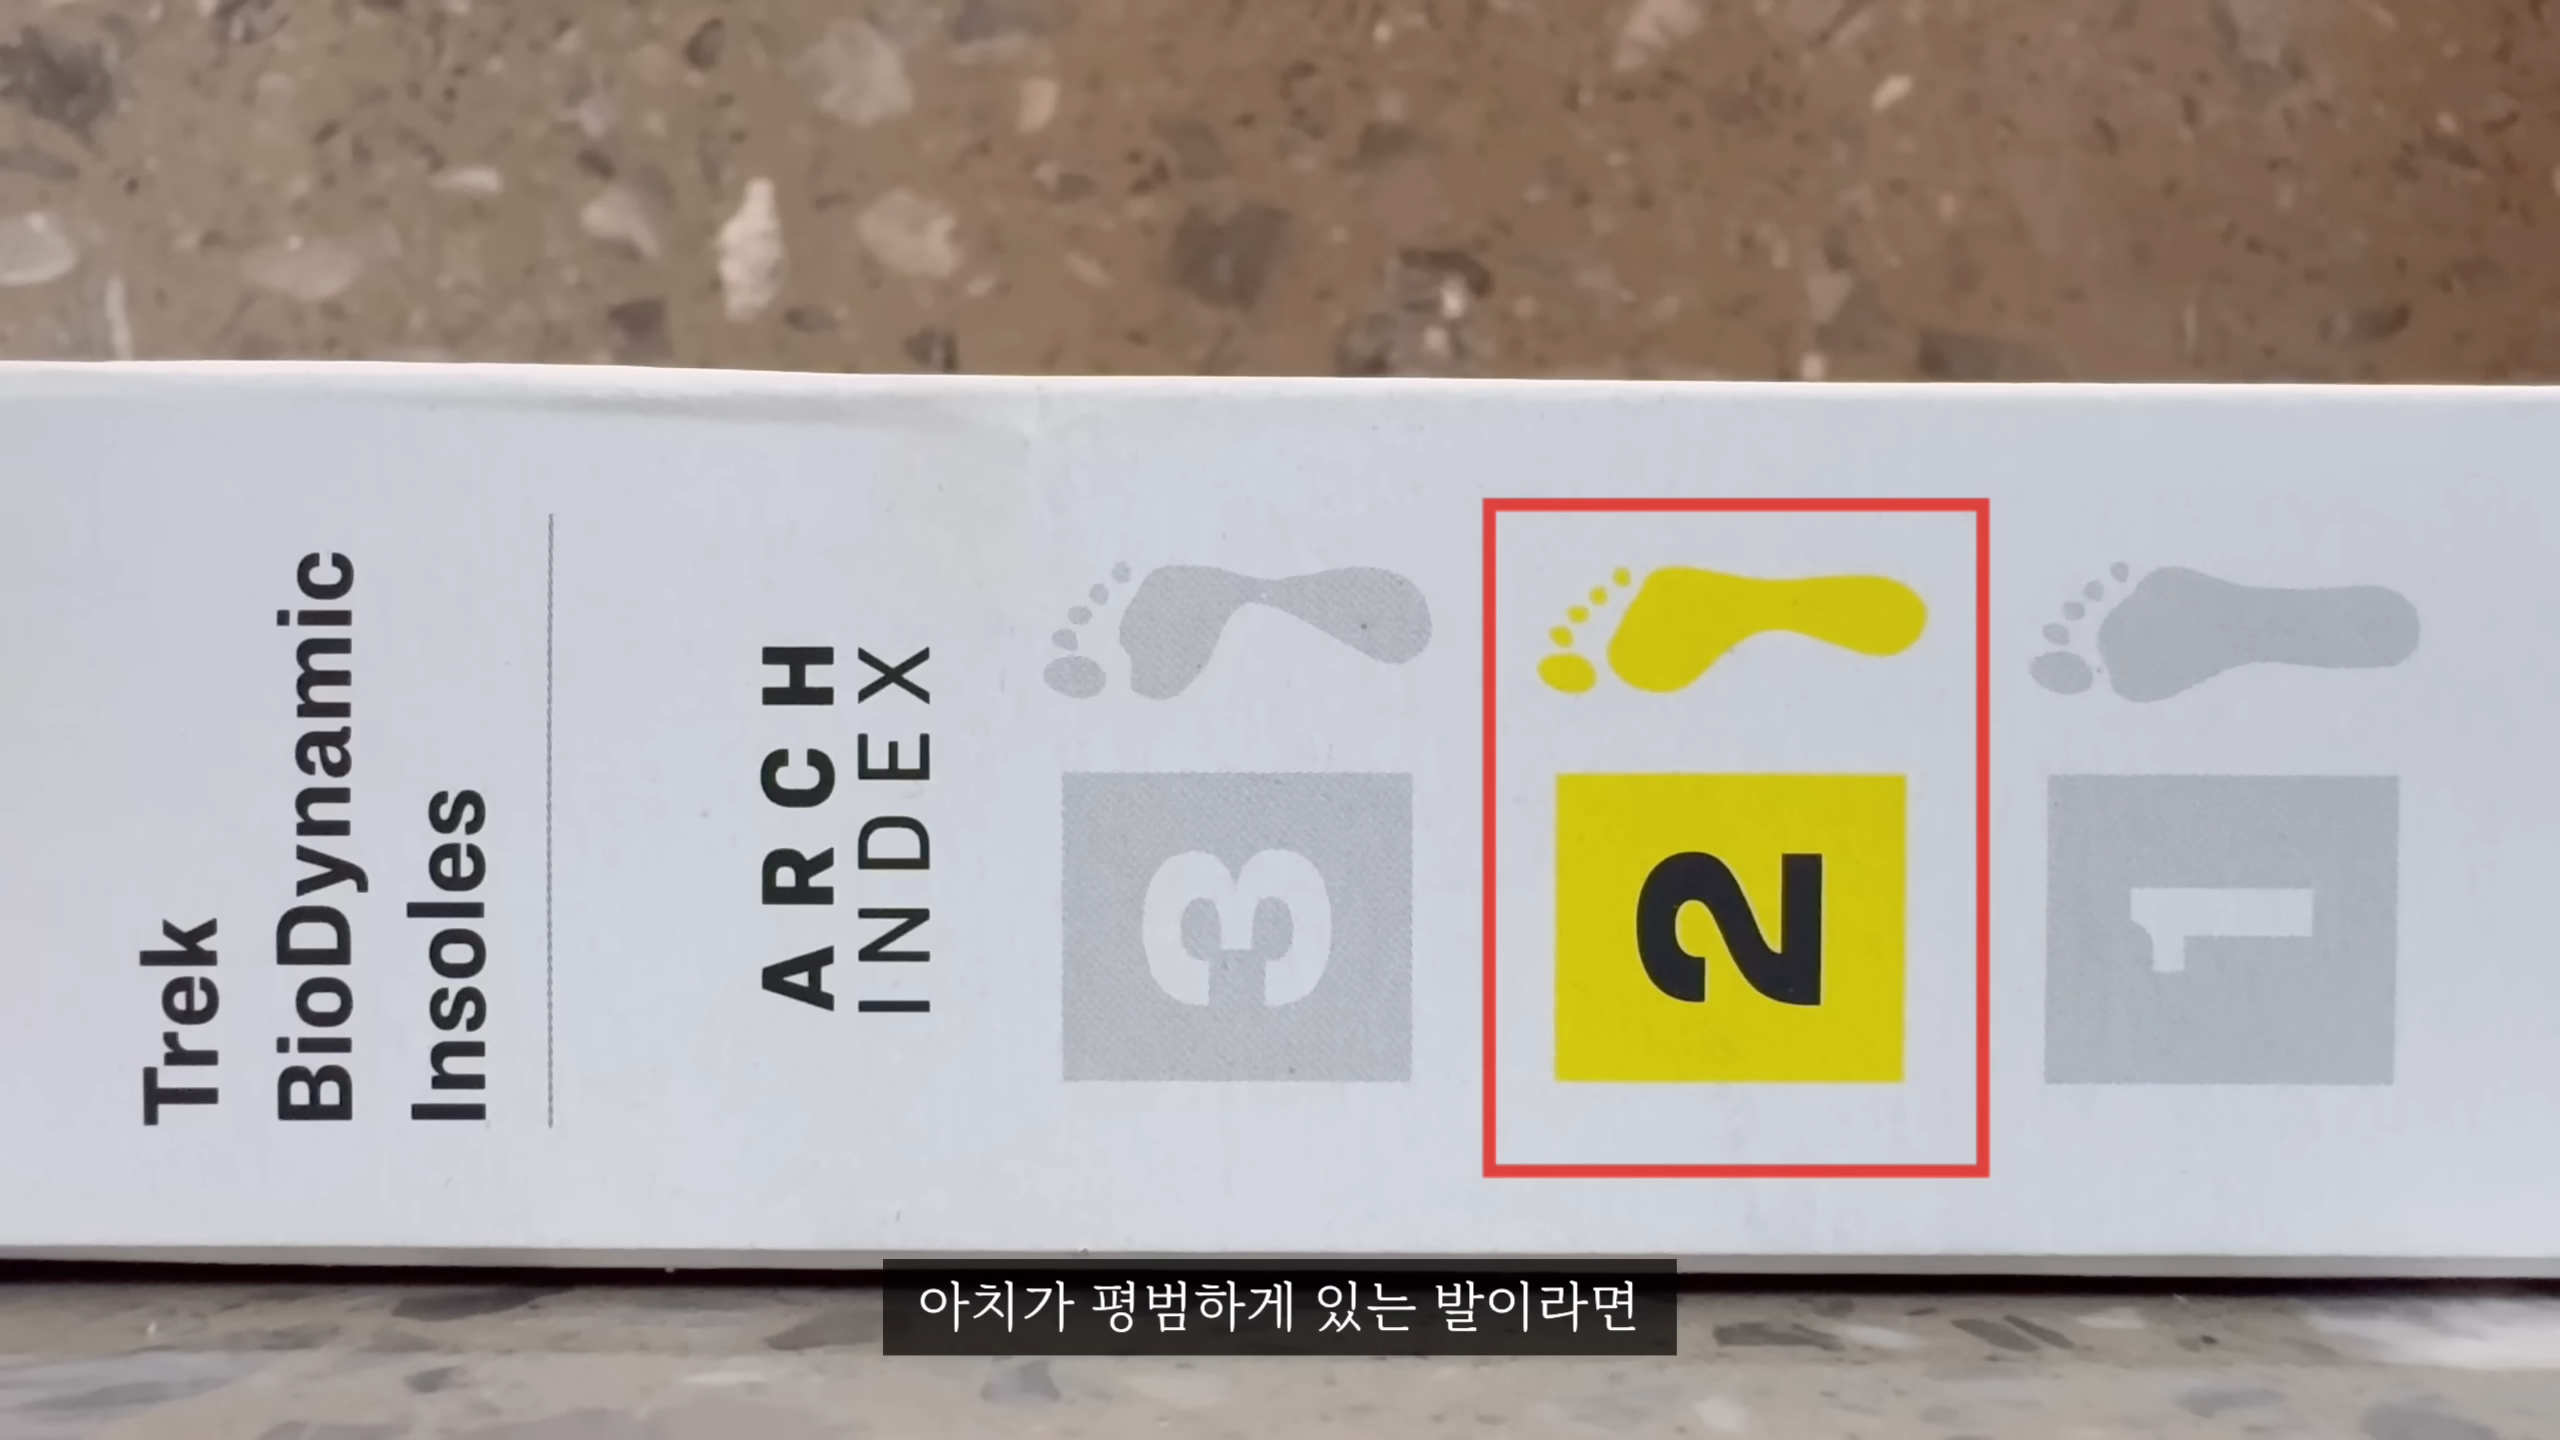 Trek
BioDynamic
Insoles
ARCH
INDEX
3
2
1
아치가 평범하게 있는 발이라면